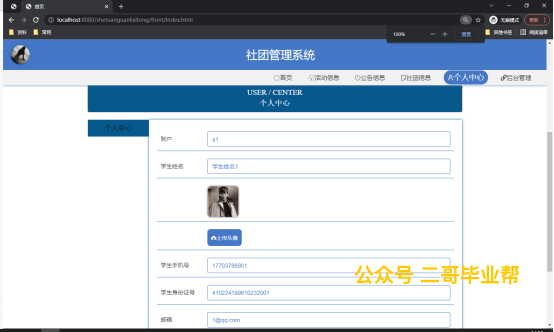 首页
localhost:8080/shetuanguanlixitong/front/index.html
无痕模式
更新
资料
常用
100%
重置
其他书签
阅读清单
社团管理系统
首页
活动信息
公告信息
社团信息
个人中心
后台管理
USER / CENTER
个人中心
个人中心
账户
a1
学生姓名
学生姓名1
上传头像
学生手机号
17703786901
学生身份证号
410224199610232001
邮箱
1@qq.com
公众号 二哥毕业帮